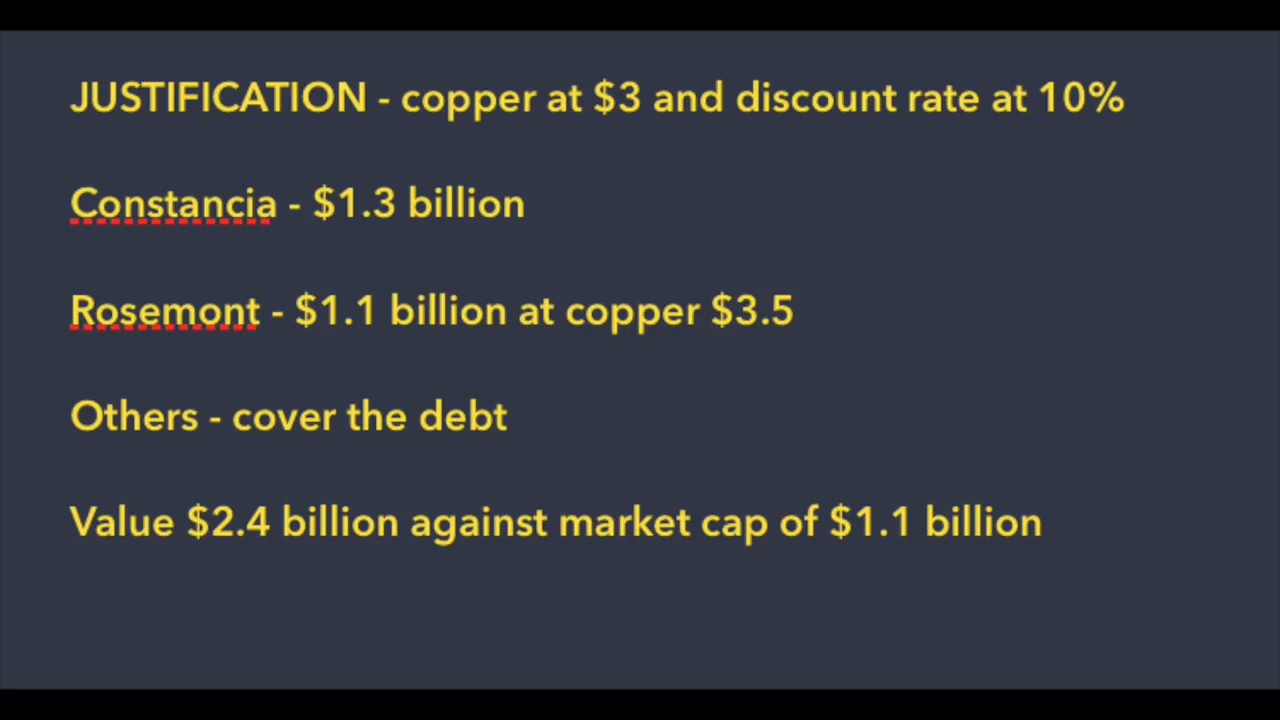 JUSTIFICATION - copper at $3 and discount rate at 10%
Constancia - $1.3 billion
Rosemont - $1.1 billion at copper $3.5
Others - cover the debt
Value $2.4 billion against market cap of $1.1 billion